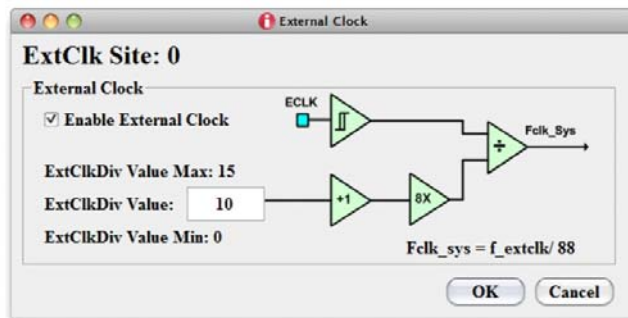 External Clock
ExtClk Site: 0
External Clock
Enable External Clock
ECLK
Fclk_Sys
÷
ExtClkDiv Value Max: 15
ExtClkDiv Value: 10
+1
8X
ExtClkDiv Value Min: 0
Fclk_sys = f_extclk/ 88
OK
Cancel